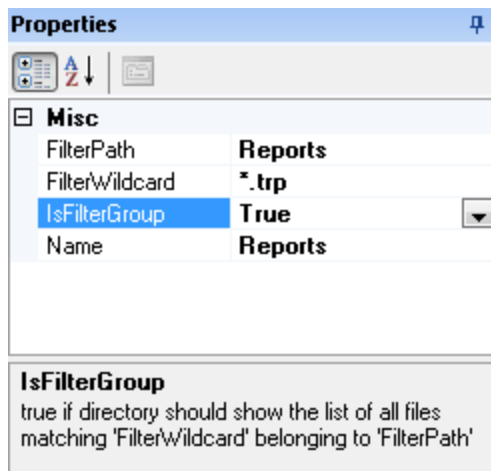 Properties
A
Z
Misc
FilterPath Reports
FilterWildcard *.trp
IsFilterGroup True
Name Reports
IsFilterGroup
true if directory should show the list of all files
matching 'FilterWildcard' belonging to 'FilterPath'